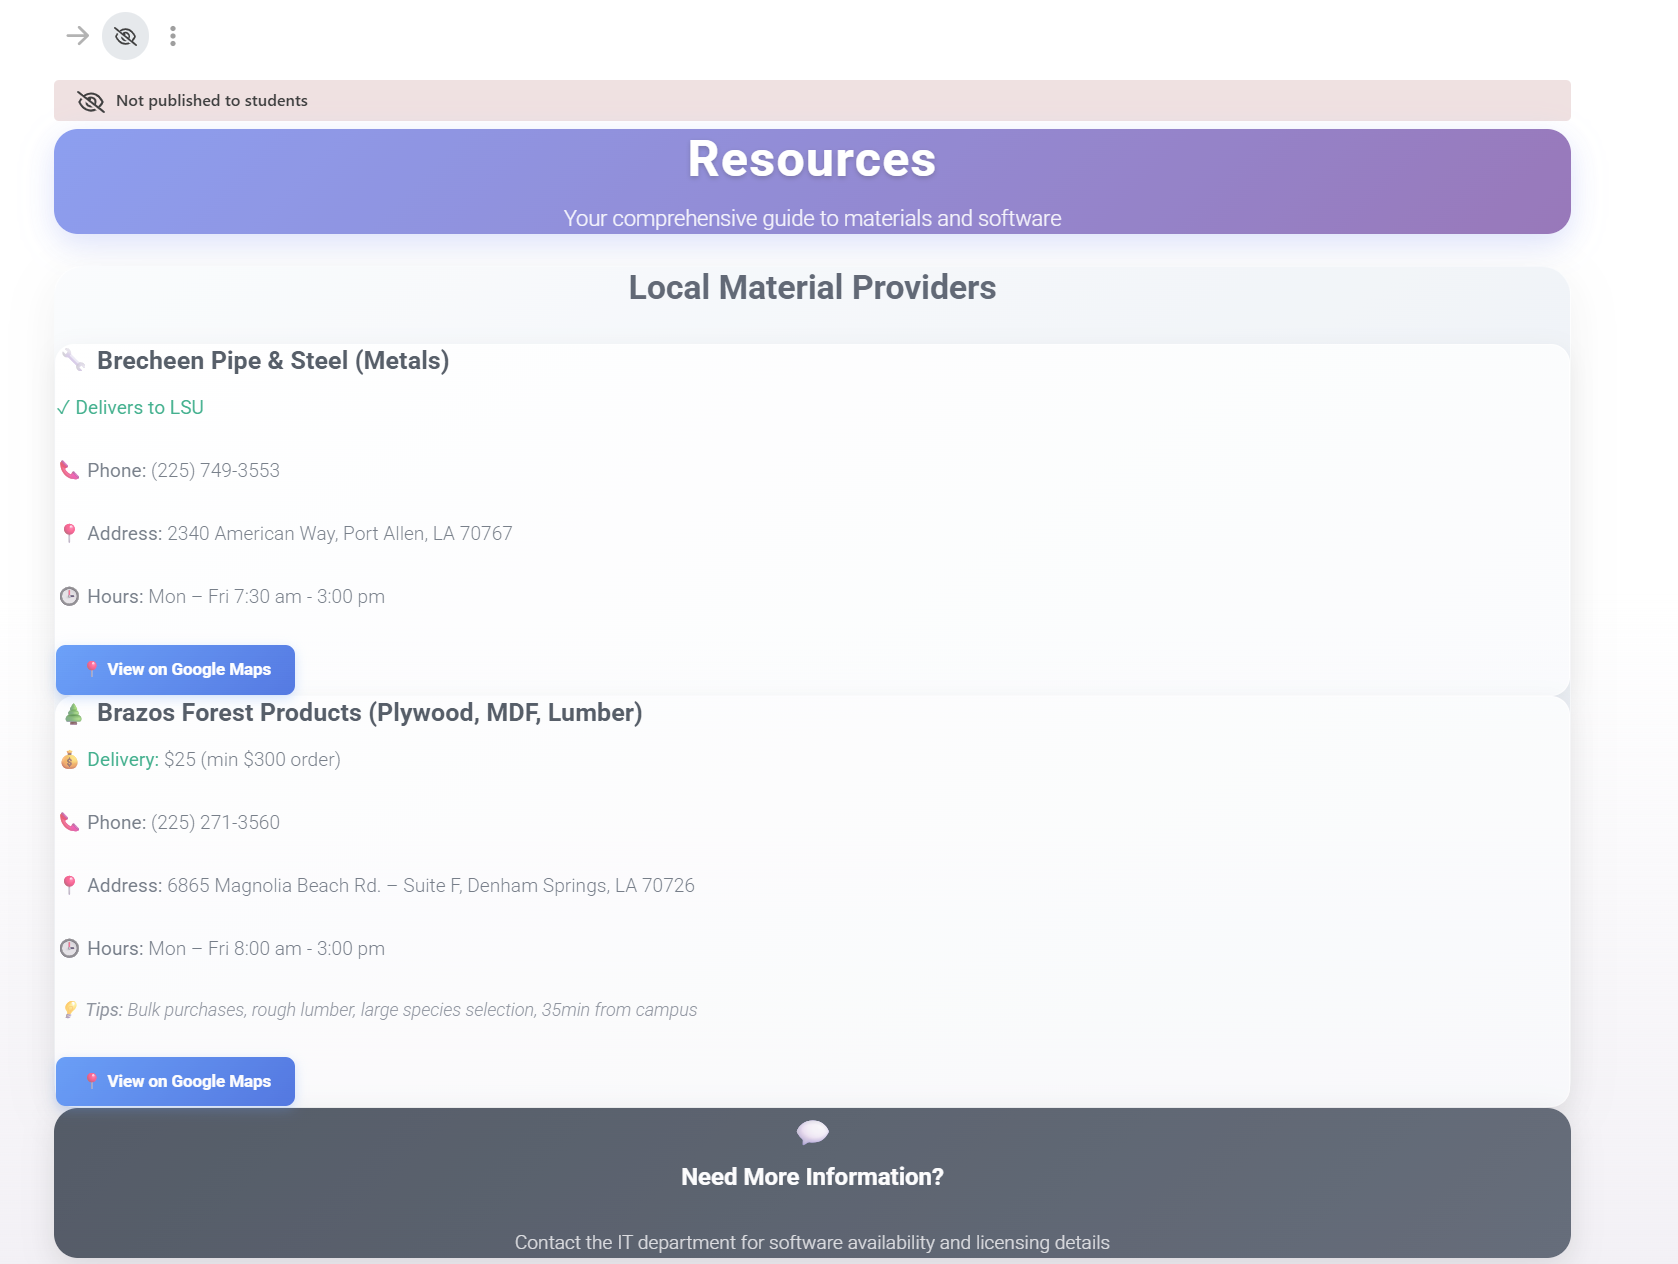 Not published to students
Resources
Your comprehensive guide to materials and software
Local Material Providers
🔧 Brecheen Pipe & Steel (Metals)
✓ Delivers to LSU
📞 Phone: (225) 749-3553
📍 Address: 2340 American Way, Port Allen, LA 70767
🕒 Hours: Mon – Fri 7:30 am - 3:00 pm
📍 View on Google Maps
🌲 Brazos Forest Products (Plywood, MDF, Lumber)
💰 Delivery: $25 (min $300 order)
📞 Phone: (225) 271-3560
📍 Address: 6865 Magnolia Beach Rd. – Suite F, Denham Springs, LA 70726
🕒 Hours: Mon – Fri 8:00 am - 3:00 pm
💡 Tips: Bulk purchases, rough lumber, large species selection, 35min from campus
📍 View on Google Maps
💬
Need More Information?
Contact the IT department for software availability and licensing details